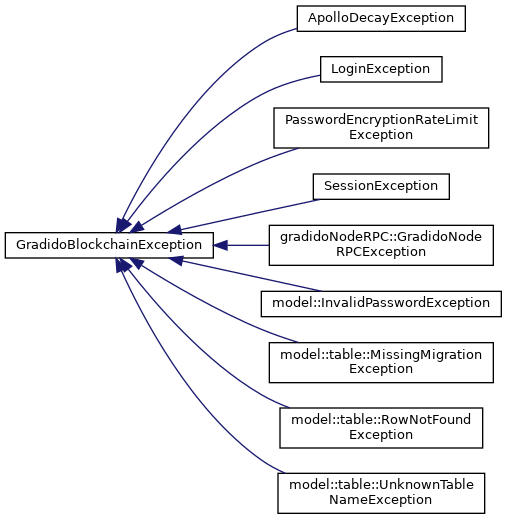 ApolloDecayException
LoginException
PasswordEncryptionRateLimit
Exception
SessionException
GradidoBlockchainException
gradidoNodeRPC::GradidoNode
RPCException
model::InvalidPasswordException
model::table::MissingMigration
Exception
model::table::RowNotFound
Exception
model::table::UnknownTable
NameException